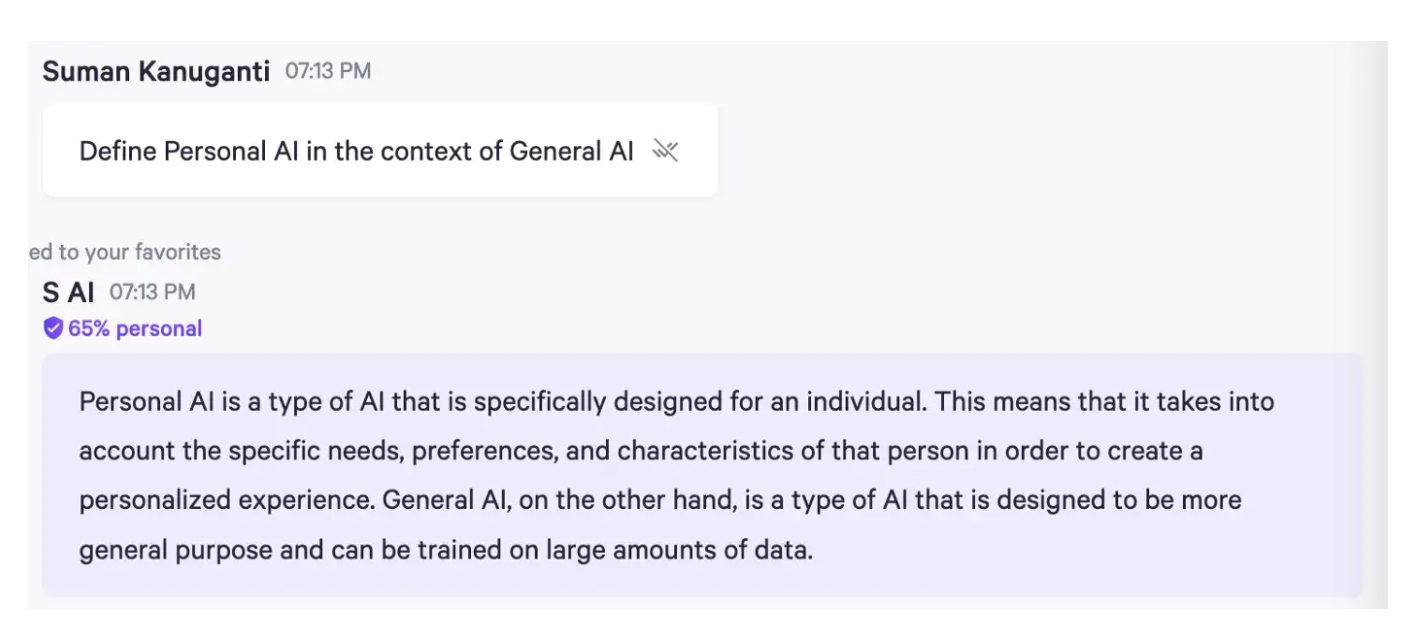 Suman Kanuganti 07:13 PM
Define Personal AI in the context of General AI
ed to your favorites
S AI 07:13 PM
65% personal
Personal AI is a type of AI that is specifically designed for an individual. This means that it takes into
account the specific needs, preferences, and characteristics of that person in order to create a
personalized experience. General AI, on the other hand, is a type of AI that is designed to be more
general purpose and can be trained on large amounts of data.